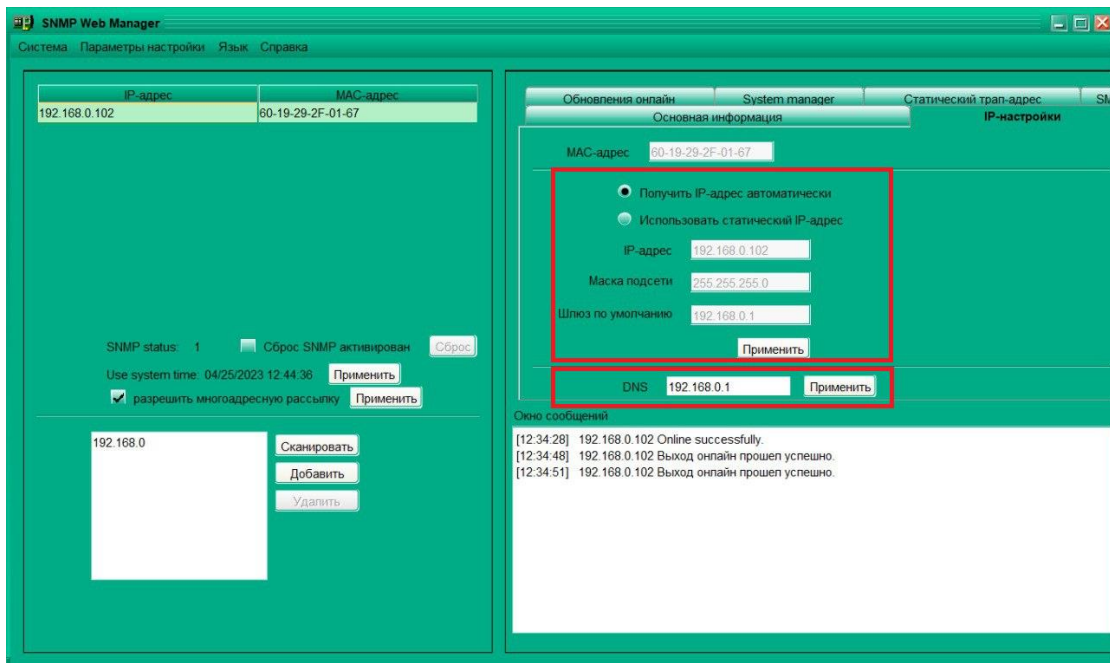 SNMP Web Manager
Система Параметры настройки Язык Справка
IP-адрес MAC-адрес
192.168.0.102 60-19-29-2F-01-67
SNMP status: 1 Сброс SNMP активирован Сброс
Use system time: 04/25/2023 12:44:36 Применить
разрешить многоадресную рассылку Применить
192.168.0
Сканировать
Добавить
Удалить
Обновления онлайн System manager Статический трап-адрес
Основная информация IP-настройки
MAC-адрес 60-19-29-2F-01-67
Получить IP-адрес автоматически
Использовать статический IP-адрес
IP-адрес 192.168.0.102
Маска подсети 255.255.255.0
Шлюз по умолчанию 192.168.0.1
Применить
DNS 192.168.0.1 Применить
Окно сообщений
[12:34:28] 192.168.0.102 Online successfully.
[12:34:48] 192.168.0.102 Выход онлайн прошел успешно.
[12:34:51] 192.168.0.102 Выход онлайн прошел успешно.